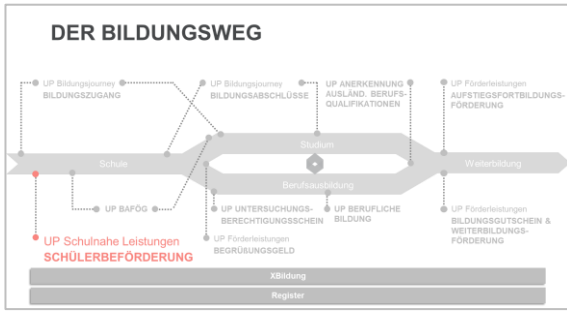 DER BILDUNGSWEG
UP Bildungsjourney
BILDUNGSZUGANG
UP Bildungsjourney
BILDUNGSABSCHLÜSSE
UP ANERKENNUNG
AUSLÄND. BERUFS-
QUALIFIKATIONEN
UP Förderleistungen
AUFSTIEGSFORTBILDUNGS-
FÖRDERUNG
Studium
Schule
Weiterbildung
Berufsausbildung
UP BAFÖG
UP UNTERSUCHUNGS-
BERECHTIGUNGSSCHEIN
UP BERUFLICHE
BILDUNG
UP Förderleistungen
BILDUNGSGUTSCHEIN &
WEITERBILDUNGS-
FÖRDERUNG
UP Schulnahe Leistungen
SCHÜLERBEFÖRDERUNG
UP Förderleistungen
BEGRÜßUNGSGELD
XBildung
Register